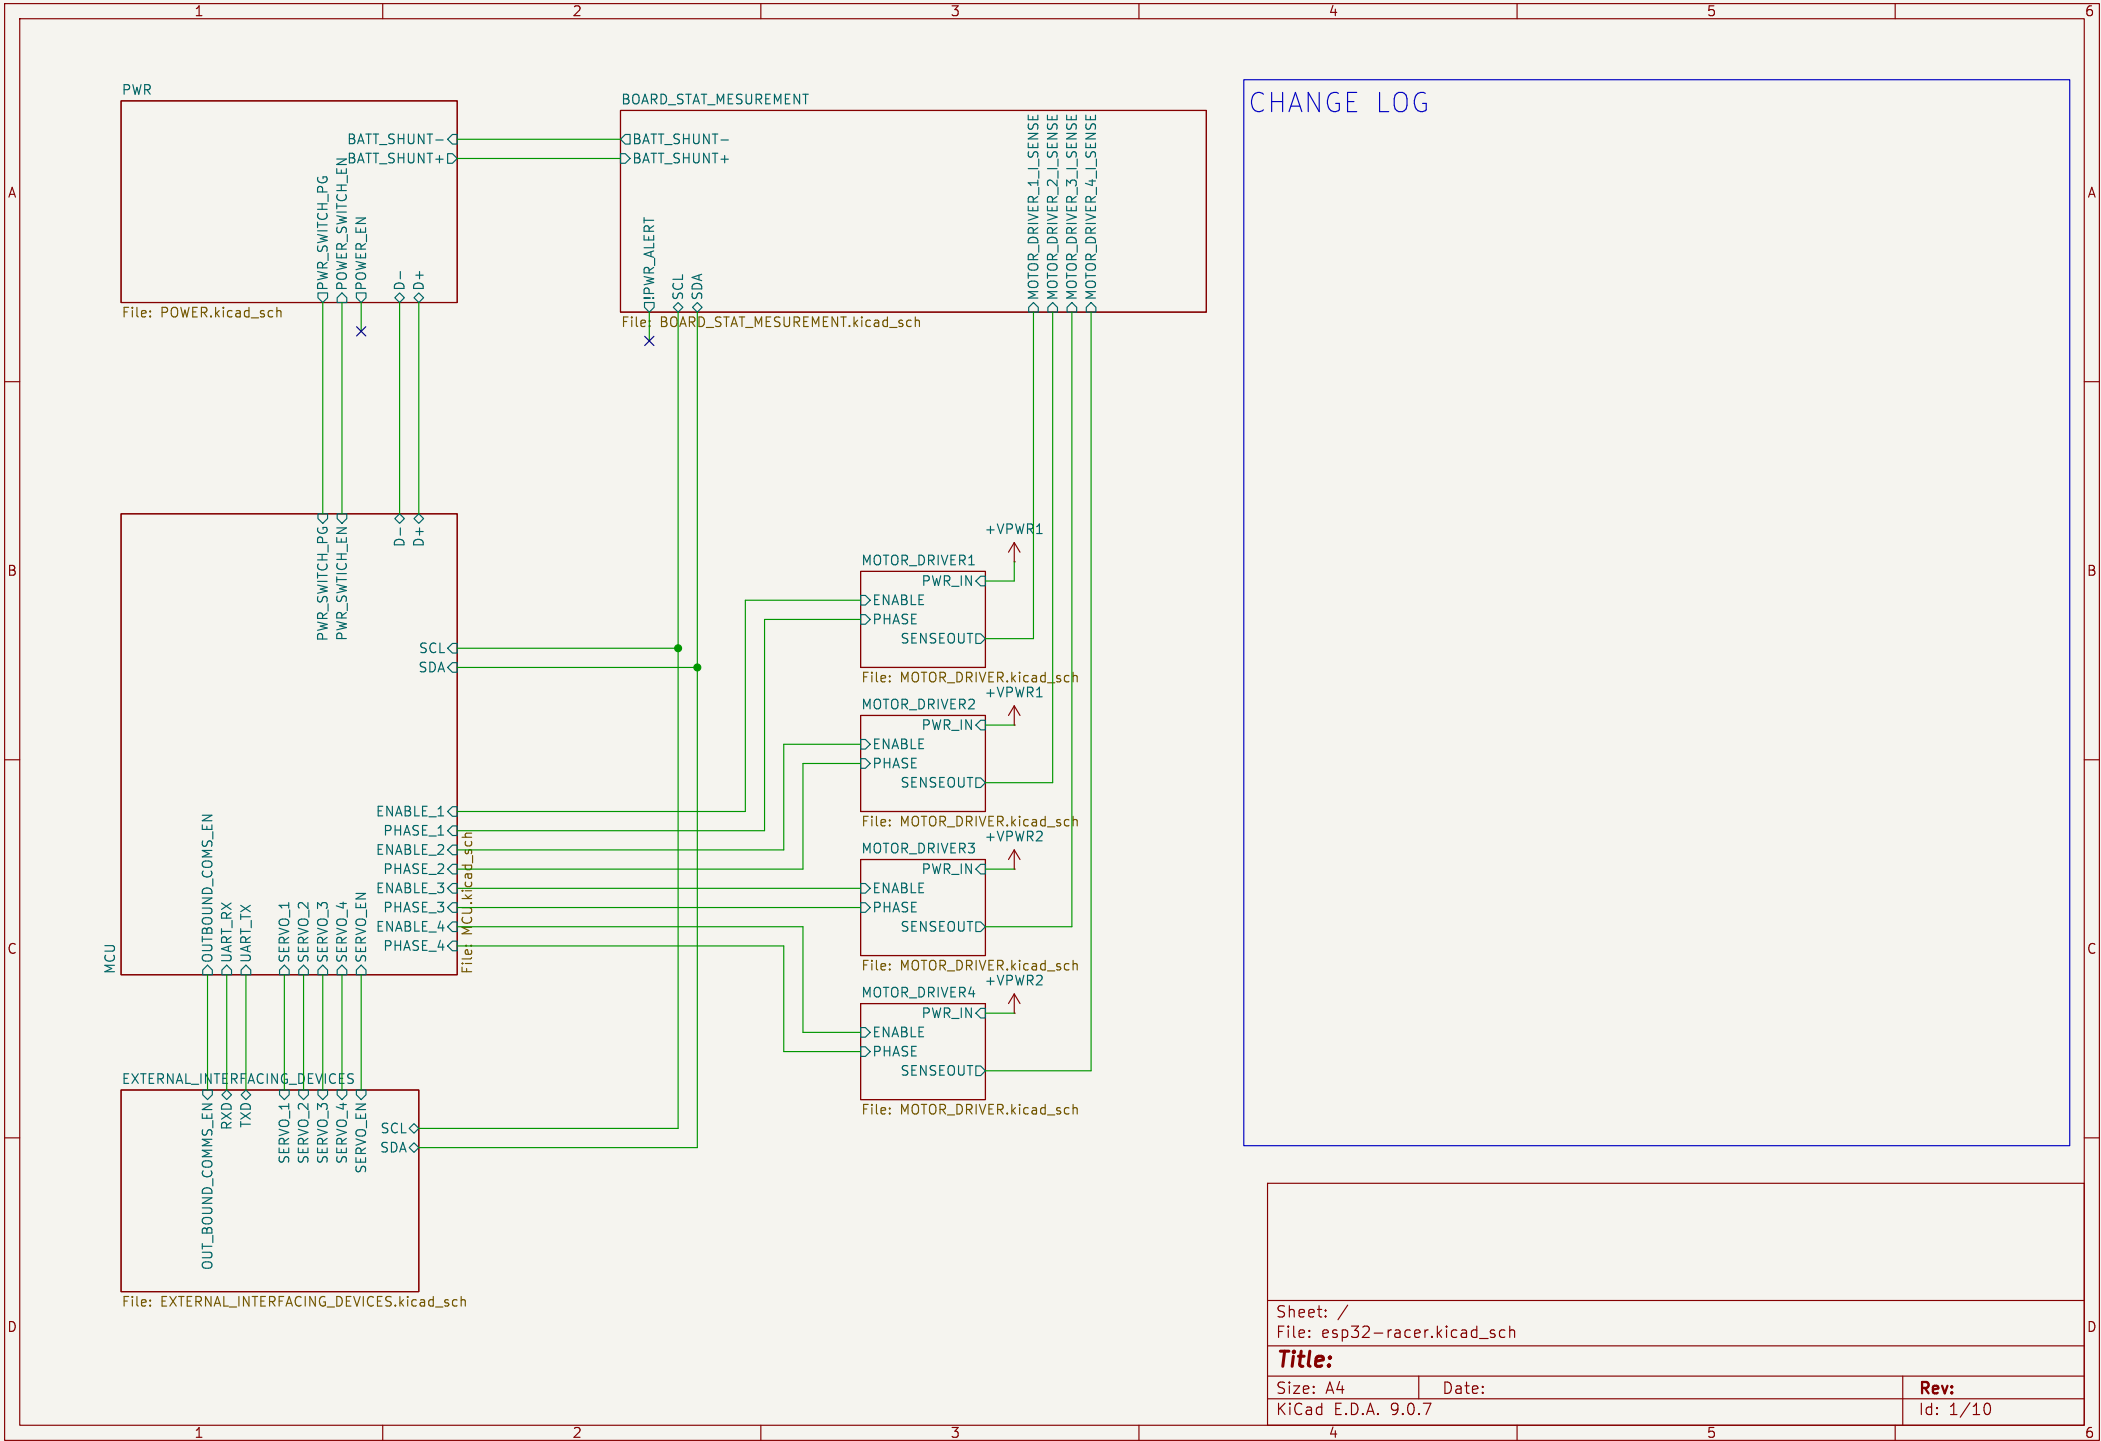 1 2 3 4 5 6
A
B
C
D
A
B
C
D
1 2 3 4 5 6
PWR
BATT_SHUNT-
BATT_SHUNT+
PWR_SWITCH_PG
POWER_SWITCH_EN
POWER_EN
D-
D+
File: POWER.kicad_sch
BOARD_STAT_MESUREMENT
BATT_SHUNT-
BATT_SHUNT+
!PWR_ALERT
SCL
SDA
MOTOR_DRIVER_1_I_SENSE
MOTOR_DRIVER_2_I_SENSE
MOTOR_DRIVER_3_I_SENSE
MOTOR_DRIVER_4_I_SENSE
File: BOARD_STAT_MESUREMENT.kicad_sch
CHANGE LOG
MCU
PWR_SWITCH_PG
PWR_SWTICH_EN
D-
D+
SCL
SDA
ENABLE_1
PHASE_1
ENABLE_2
PHASE_2
ENABLE_3
PHASE_3
ENABLE_4
PHASE_4
OUTBOUND_COMS_EN
UART_RX
UART_TX
SERVO_1
SERVO_2
SERVO_3
SERVO_4
SERVO_EN
File: MCU.kicad_sch
+VPWR1
MOTOR_DRIVER1
PWR_IN
ENABLE
PHASE
SENSEOUT
File: MOTOR_DRIVER.kicad_sch
+VPWR1
MOTOR_DRIVER2
PWR_IN
ENABLE
PHASE
SENSEOUT
File: MOTOR_DRIVER.kicad_sch
+VPWR2
MOTOR_DRIVER3
PWR_IN
ENABLE
PHASE
SENSEOUT
File: MOTOR_DRIVER.kicad_sch
+VPWR2
MOTOR_DRIVER4
PWR_IN
ENABLE
PHASE
SENSEOUT
File: MOTOR_DRIVER.kicad_sch
EXTERNAL_INTERFACING_DEVICES
OUT_BOUND_COMMS_EN
RXD
TXD
SERVO_1
SERVO_2
SERVO_3
SERVO_4
SERVO_EN
SCL
SDA
File: EXTERNAL_INTERFACING_DEVICES.kicad_sch
Sheet: /
File: esp32-racer.kicad_sch
Title:
Size: A4 Date: Rev:
KiCad E.D.A. 9.0.7 Id: 1/10